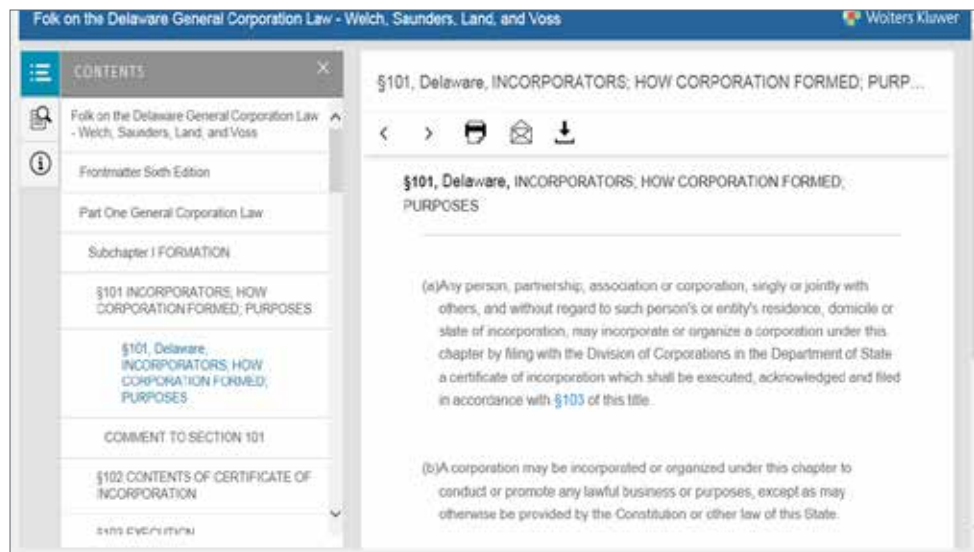 Folk on the Delaware General Corporation Law - Welch, Saunders, Land, and Voss
Wolters Kluwer
CONTENTS
Folk on the Delaware General Corporation Law
- Welch, Saunders, Land, and Voss
Frontmatter Sixth Edition
Part One General Corporation Law
Subchapter I FORMATION
§101 INCORPORATORS; HOW
CORPORATION FORMED; PURPOSES
§101, Delaware,
INCORPORATORS; HOW
CORPORATION FORMED;
PURPOSES
COMMENT TO SECTION 101
§102 CONTENTS OF CERTIFICATE OF
INCORPORATION
§103 EXECUTION,
§101, Delaware, INCORPORATORS; HOW CORPORATION FORMED; PURP...
§101, Delaware, INCORPORATORS; HOW CORPORATION FORMED;
PURPOSES
(a)Any person, partnership, association or corporation, singly or jointly with
others, and without regard to such person's or entity's residence, domicile or
state of incorporation, may incorporate or organize a corporation under this
chapter by filing with the Division of Corporations in the Department of State
a certificate of incorporation which shall be executed, acknowledged and filed
in accordance with §103 of this title.
(b)A corporation may be incorporated or organized under this chapter to
conduct or promote any lawful business or purposes, except as may
otherwise be provided by the Constitution or other law of this State.